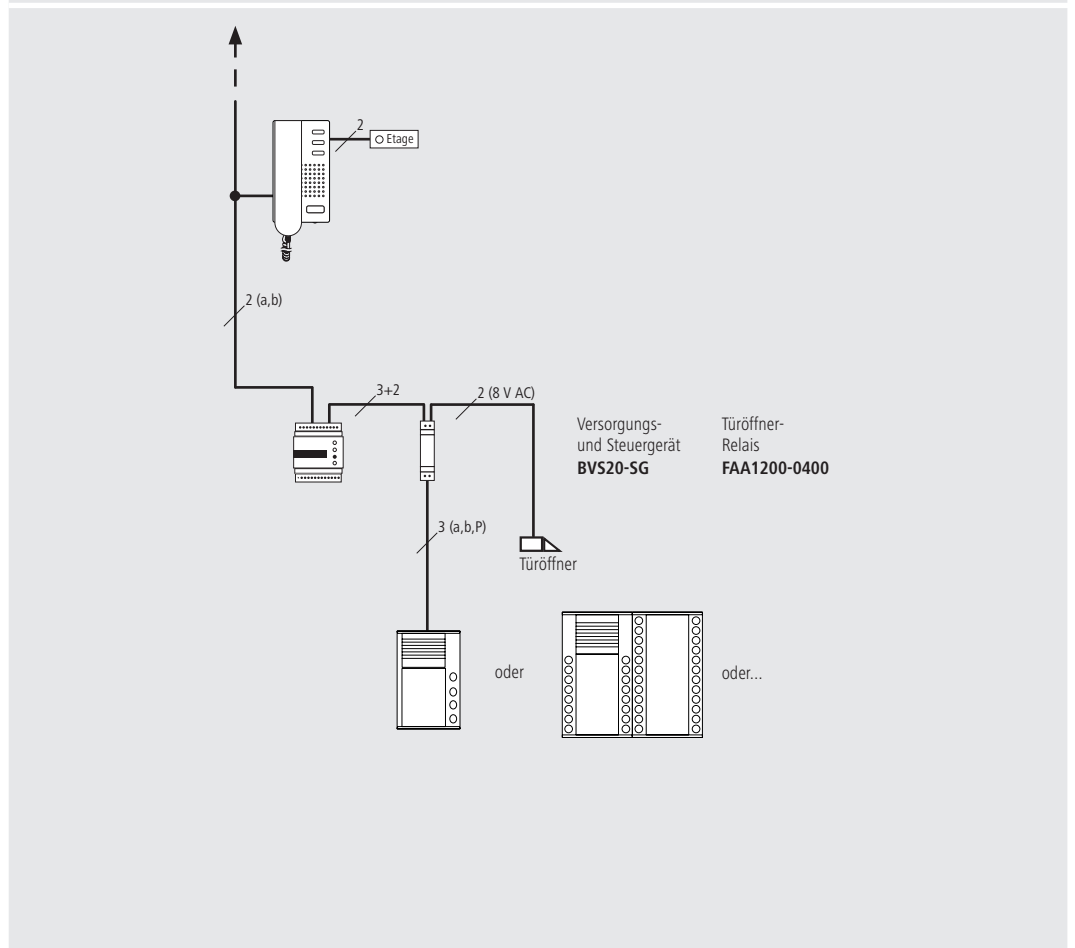 2
Etage
2 (a,b)
3+2
2 (8 V AC)
Versorgungs-
und Steuergerät
BVS20-SG
Türöffner-
Relais
FAA1200-0400
3 (a,b,P)
Türöffner
oder
oder...